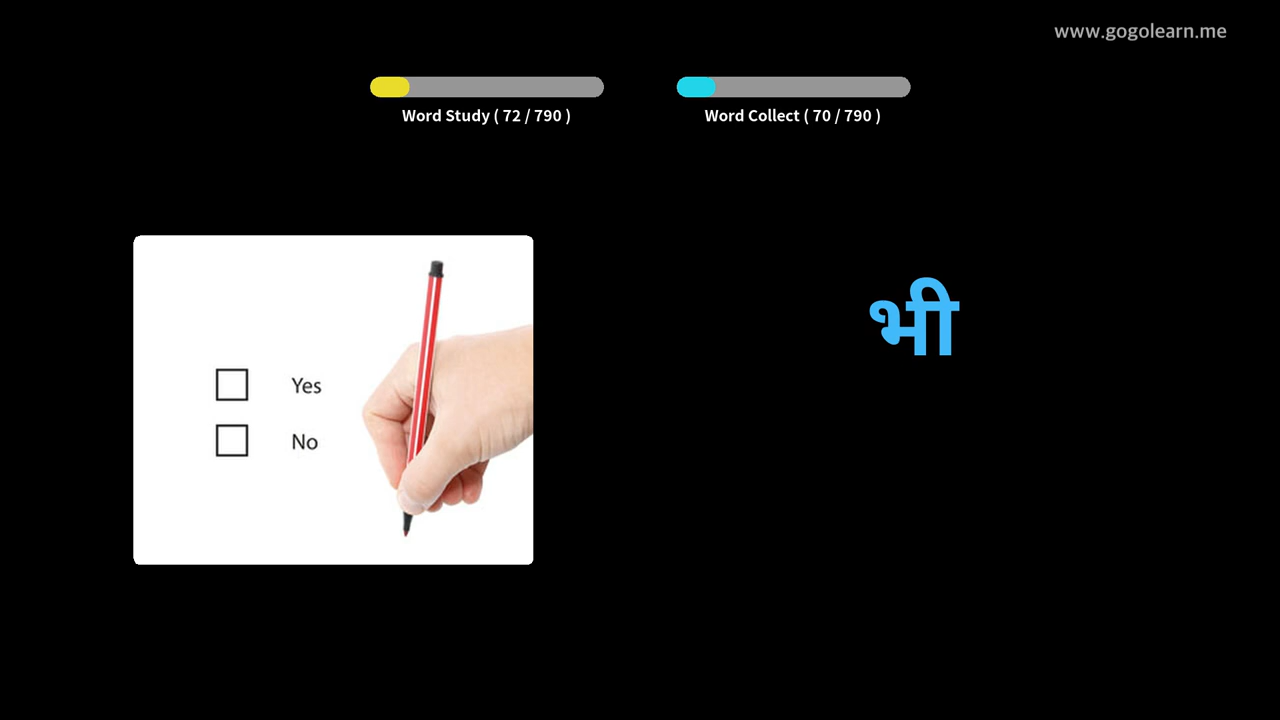 www.gogolearn.me
Word Study ( 72 / 790 )
Word Collect ( 70 / 790 )
भी
Yes
No